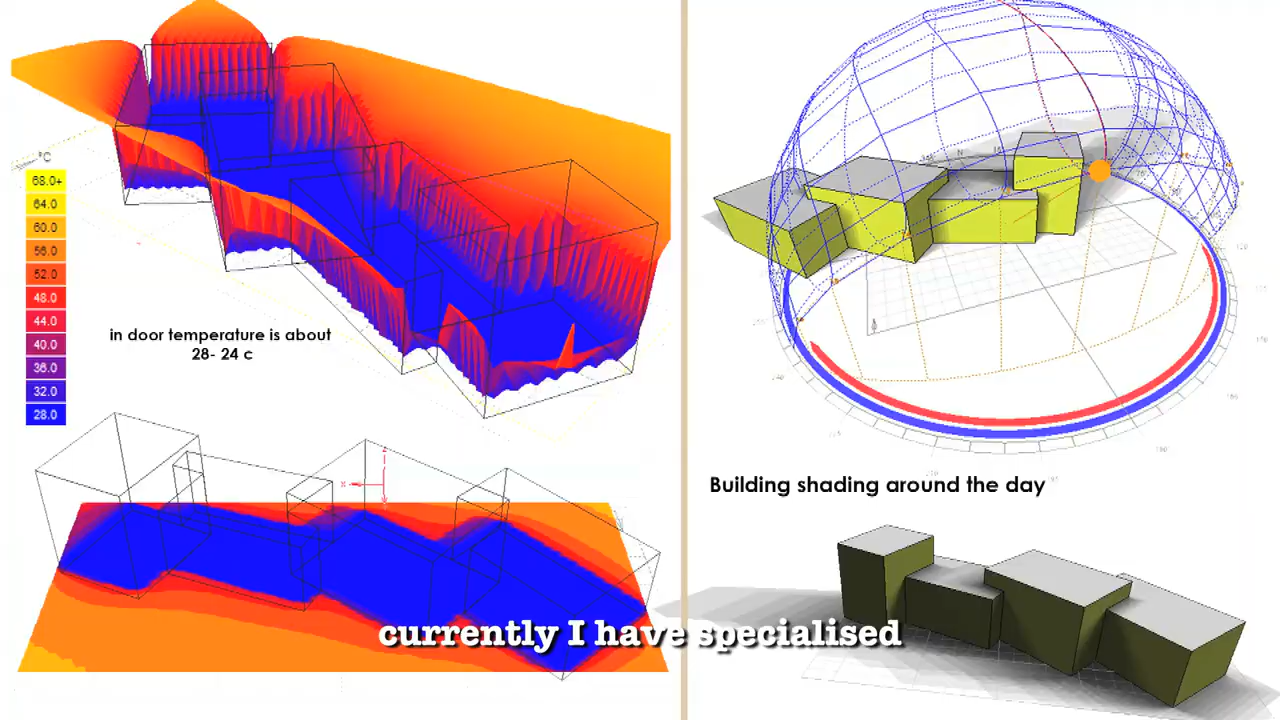 °C
68.0+
64.0
60.0
56.0
52.0
48.0
44.0
40.0
36.0
32.0
28.0
in door temperature is about
28- 24 c
X
Building shading around the day
currently I have specialised